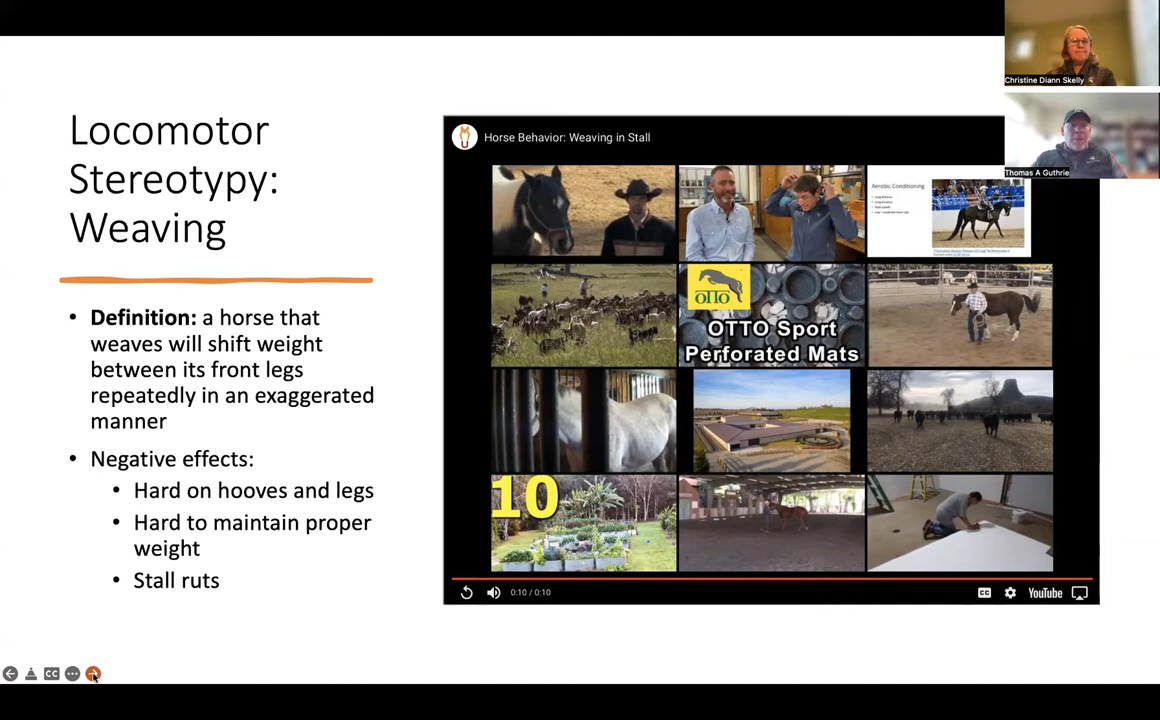 Locomotor
Stereotypy:
Weaving
• Definition: a horse that
weaves will shift weight
between its front legs
repeatedly in an exaggerated
manner
• Negative effects:
• Hard on hooves and legs
• Hard to maintain proper
weight
• Stall ruts
Horse Behavior: Weaving in Stall
Aerobic Conditioning
OTTO
OTTO Sport
Perforated Mats
10
0:10 / 0:10
CC
YouTube
CC
Christine Diann Skelly
Thomas A Guthrie